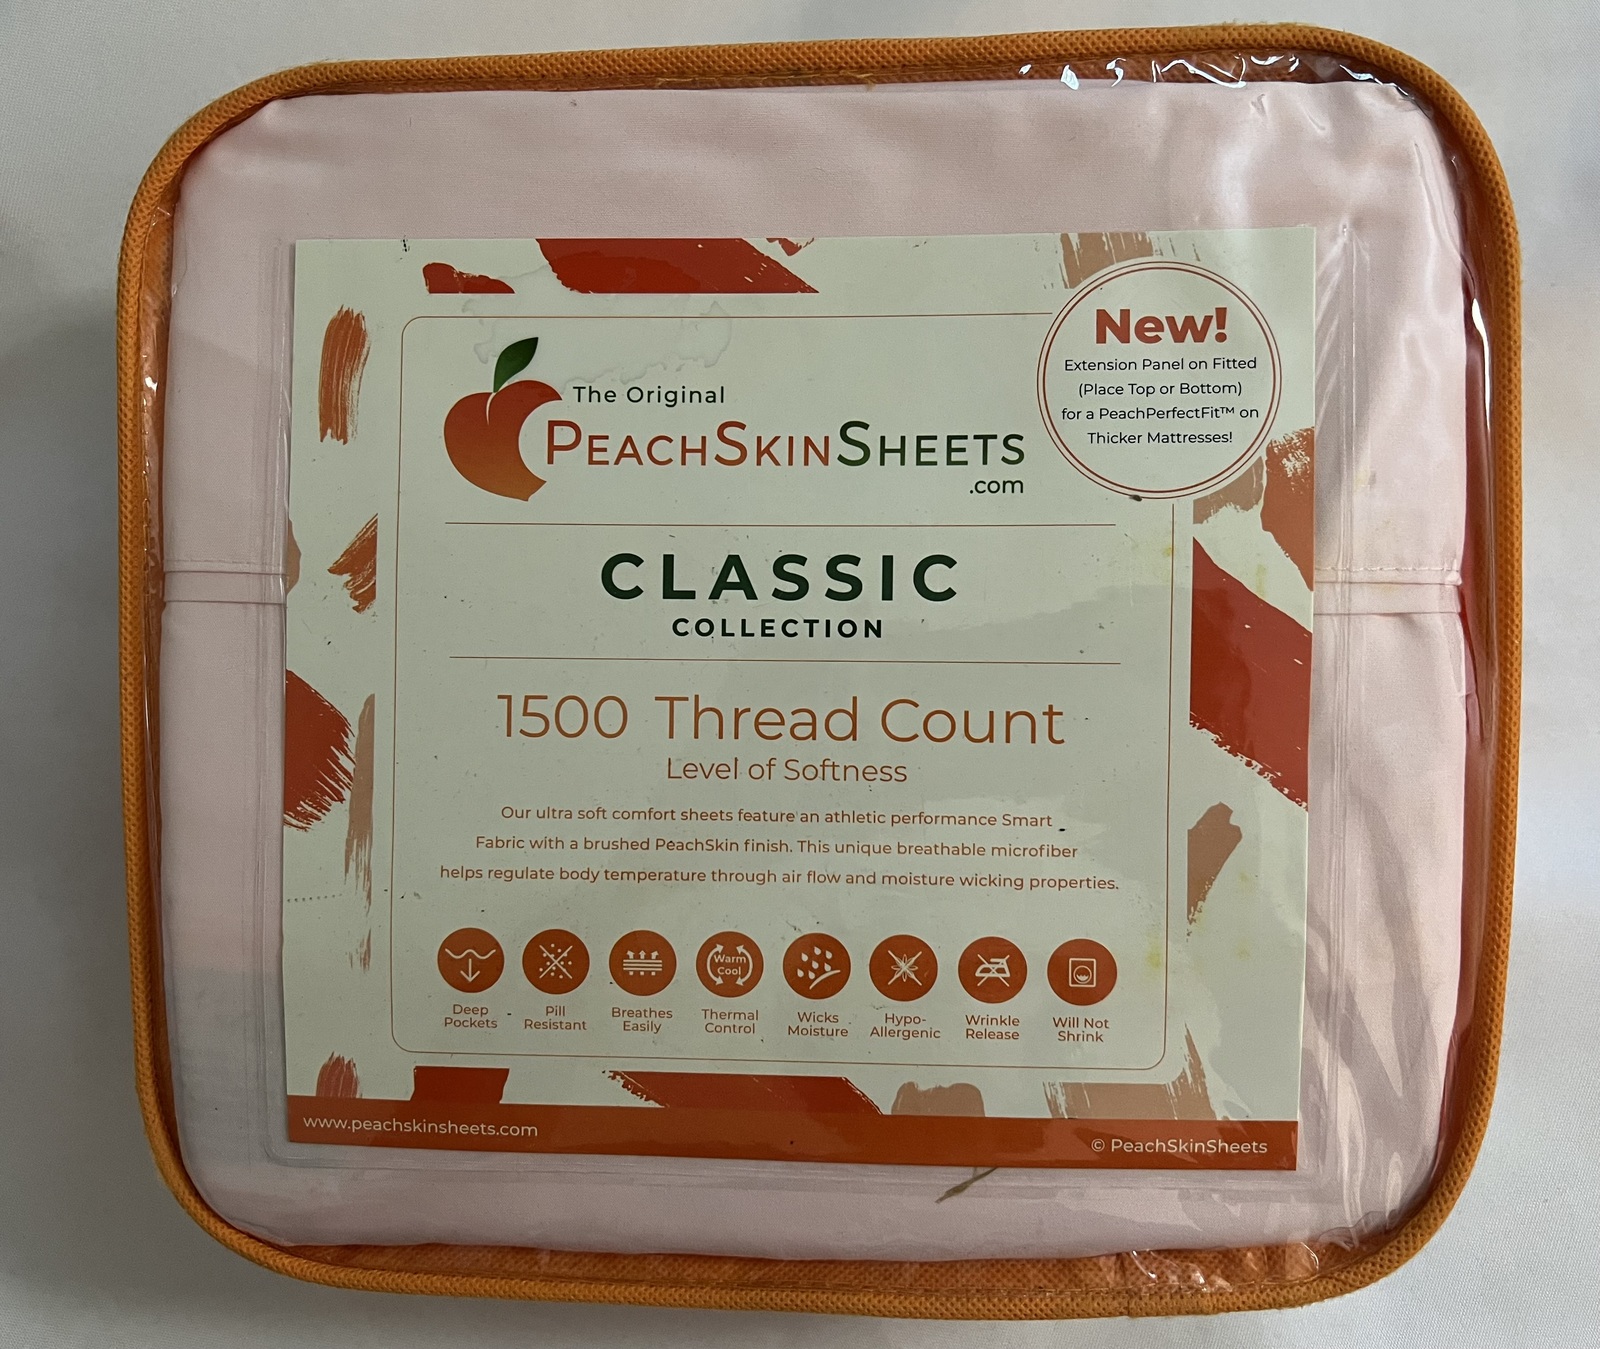 New!
Extension Panel on Fitted
(Place Top or Bottom)
for a PeachPerfectFit™ on
Thicker Mattresses!
The Original
PEACHSKINSHEETS
.com
CLASSIC
COLLECTION
1500 Thread Count
Level of Softness
Our ultra soft comfort sheets feature an athletic performance Smart
Fabric with a brushed PeachSkin finish. This unique breathable microfiber
helps regulate body temperature through air flow and moisture wicking properties.
Warm
Cool
Deep
Pockets
Pill
Resistant
Breathes
Easily
Thermal
Control
Wicks
Moisture
Hypo-
Allergenic
Wrinkle
Release
Will Not
Shrink
www.peachskinsheets.com
© PeachSkinSheets